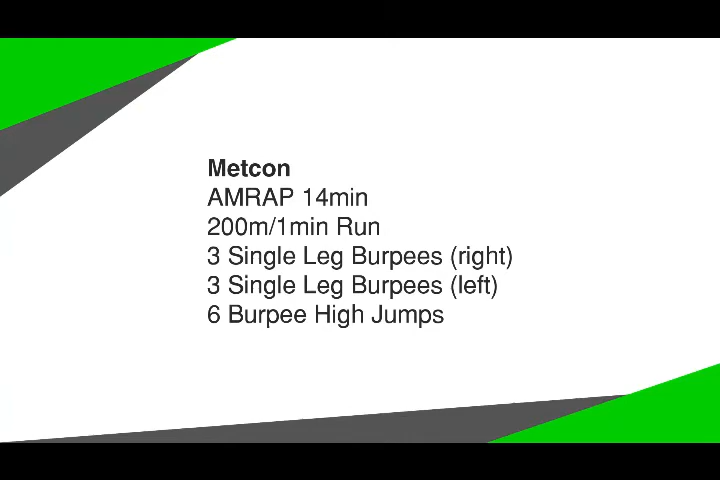 Metcon
AMRAP 14min
200m/1min Run
3 Single Leg Burpees (right)
3 Single Leg Burpees (left)
6 Burpee High Jumps